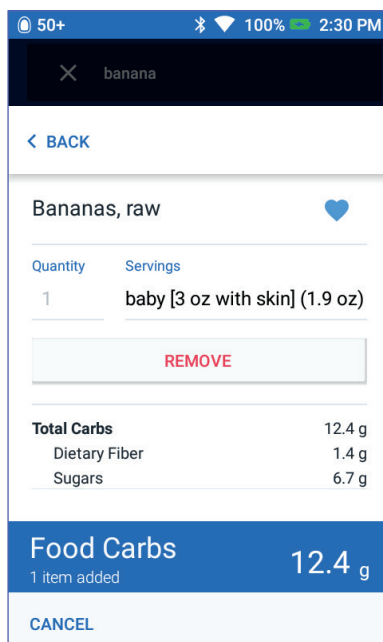 50+ 100% 2:30 PM
banana
BACK
Bananas, raw
Quantity Servings
1 baby [3 oz with skin] (1.9 oz)
REMOVE
Total Carbs 12.4 g
Dietary Fiber 1.4 g
Sugars 6.7 g
Food Carbs 12.4 g
1 item added
CANCEL